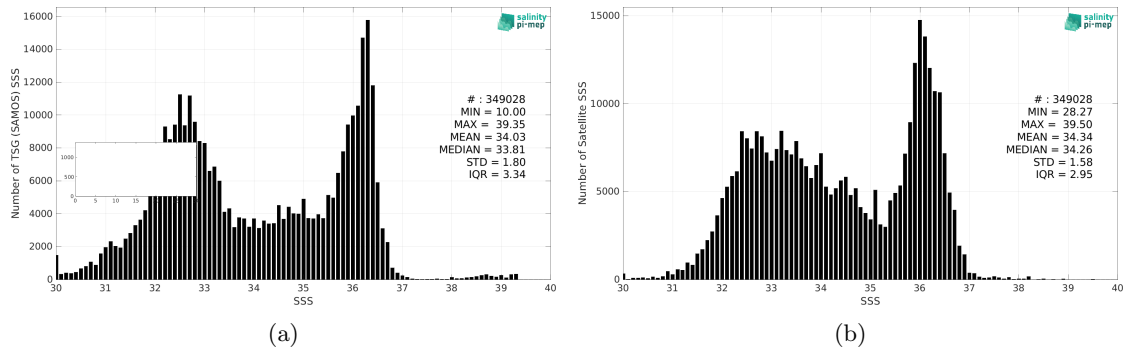 16000
14000
12000
10000
8000
6000
4000
2000
0
Number of TSG (SAMOS) SSS
1000
500
0
0 5 10 15
salinity
pi-mep
# : 349028
MIN = 10.00
MAX = 39.35
MEAN = 34.03
MEDIAN = 33.81
STD = 1.80
IQR = 3.34
30 31 32 33 34 35 36 37 38 39 40
SSS
(a)
15000
10000
5000
0
Number of Satellite SSS
salinity
pi-mep
# : 349028
MIN = 28.27
MAX = 39.50
MEAN = 34.34
MEDIAN = 34.26
STD = 1.58
IQR = 2.95
30 31 32 33 34 35 36 37 38 39 40
SSS
(b)